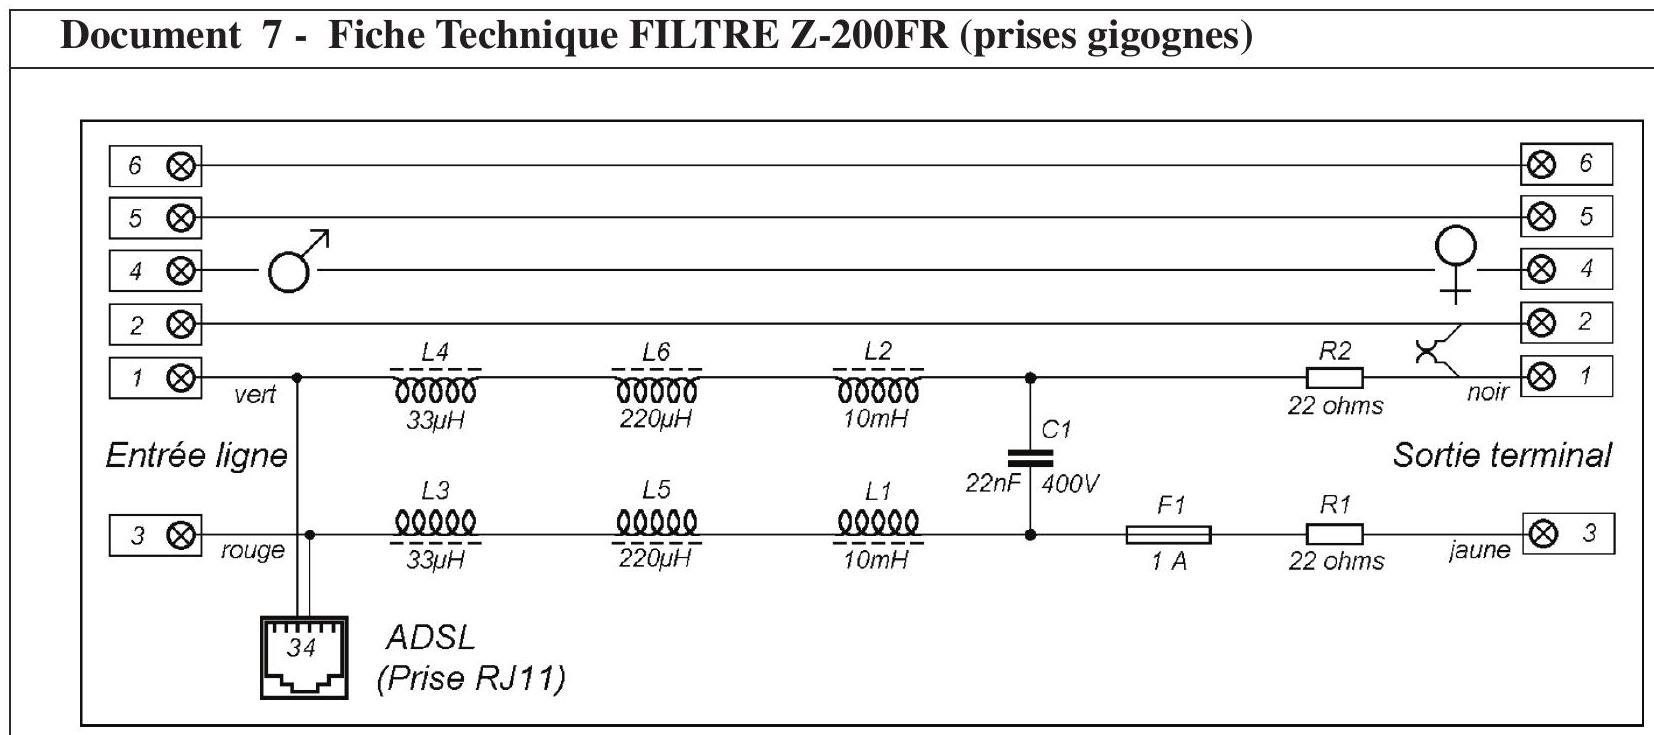 Document 7 - Fiche Technique FILTRE Z-200FR (prises gigognes)
6 6
5 5
4 4
2 2
L4 L6 L2 R2
1 vert 33µH 220µH 10mH 22 ohms noir 1
C1
Entrée ligne Sortie terminal
22nF 400V
L3 L5 L1 F1 R1
3 rouge 33µH 220µH 10mH 1 A 22 ohms jaune 3
34 ADSL
(Prise RJ11)